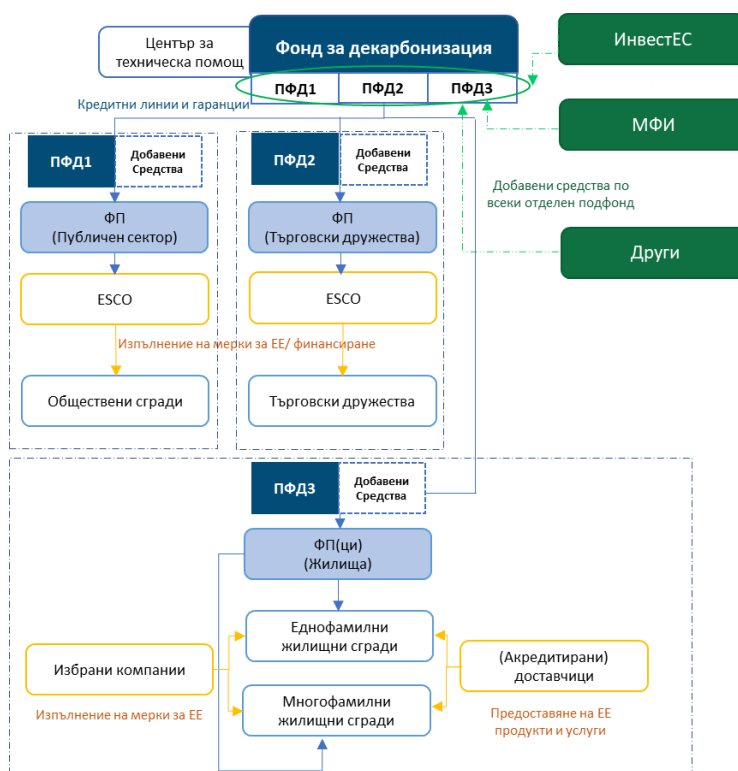 Център за
техническа помощ
Фонд за декарбонизация
ПФД1
ПФД2
ПФД3
ИнвестЕС
МФИ
Други
Кредитни линии и гаранции
Добавени средства по
всеки отделен подфонд
ПФД1
Добавени
Средства
ФП
(Публичен сектор)
ESCO
Обществени сгради
ПФД2
Добавени
Средства
ФП
(Търговски дружества)
ESCO
Изпълнение на мерки за ЕЕ/ финансиране
Търговски дружества
ПФД3
Добавени
Средства
ФП(ци)
(Жилища)
Еднофамилни
жилищни сгради
Многофамилни
жилищни сгради
Избрани компании
Изпълнение на мерки за ЕЕ
(Акредитирани)
доставчици
Предоставяне на ЕЕ
продукти и услуги